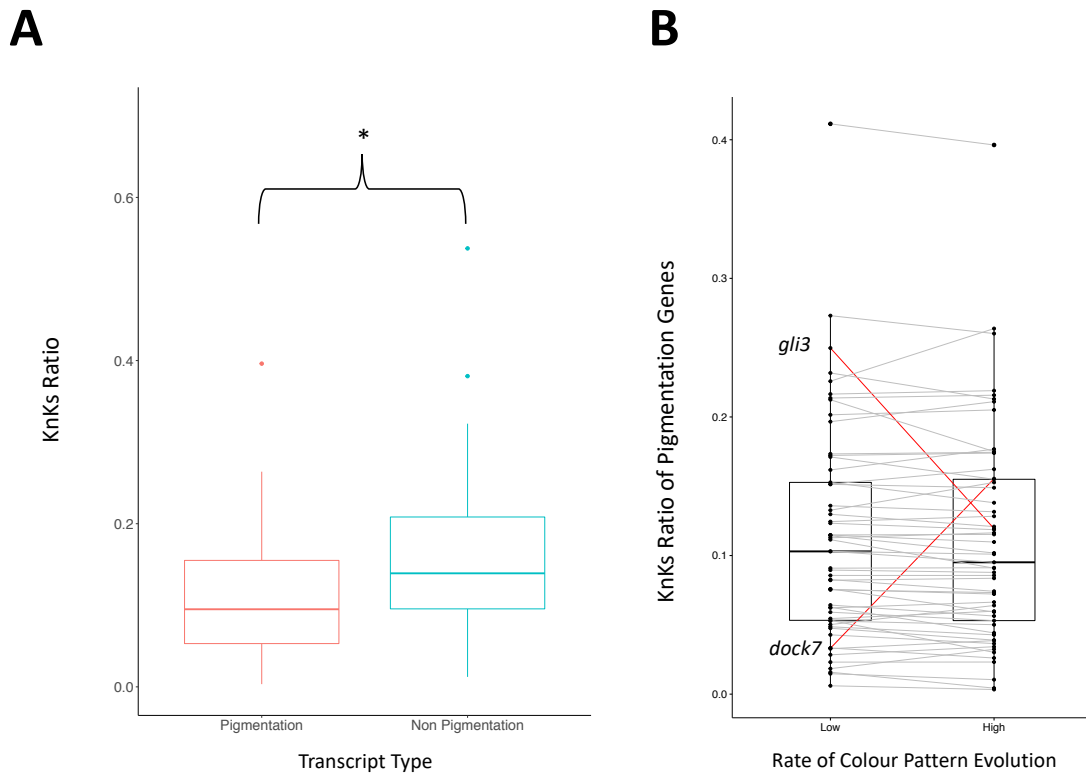 A
KnKs Ratio
0.6
0.4
0.2
0.0
*
Pigmentation
Non Pigmentation
Transcript Type
B
KnKs Ratio of Pigmentation Genes
0.4
0.3
0.2
0.1
0.0
gli3
dock7
Low
High
Rate of Colour Pattern Evolution